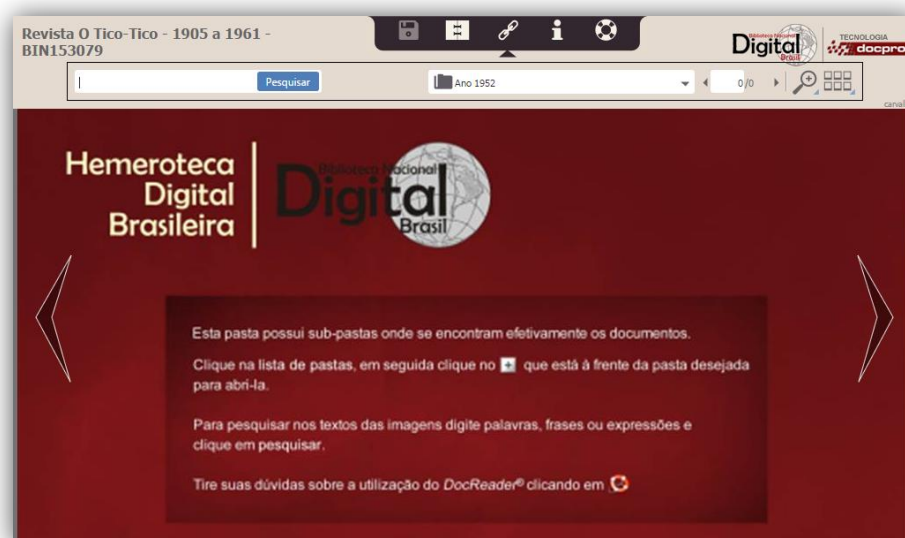 Revista O Tico-Tico - 1905 a 1961 -
BIN153079
Biblioteca Nacional
Digital
Brasil
TECNOLOGIA
docpro
Pesquisar
Ano 1952
0/0
Hemeroteca
Digital
Brasileira
Biblioteca Nacional
Digital
Brasil
Esta pasta possui sub-pastas onde se encontram efetivamente os documentos.
Clique na lista de pastas, em seguida clique no + que está à frente da pasta desejada
para abri-la.
Para pesquisar nos textos das imagens digite palavras, frases ou expressões e
clique em pesquisar.
Tire suas dúvidas sobre a utilização do DocReader® clicando em